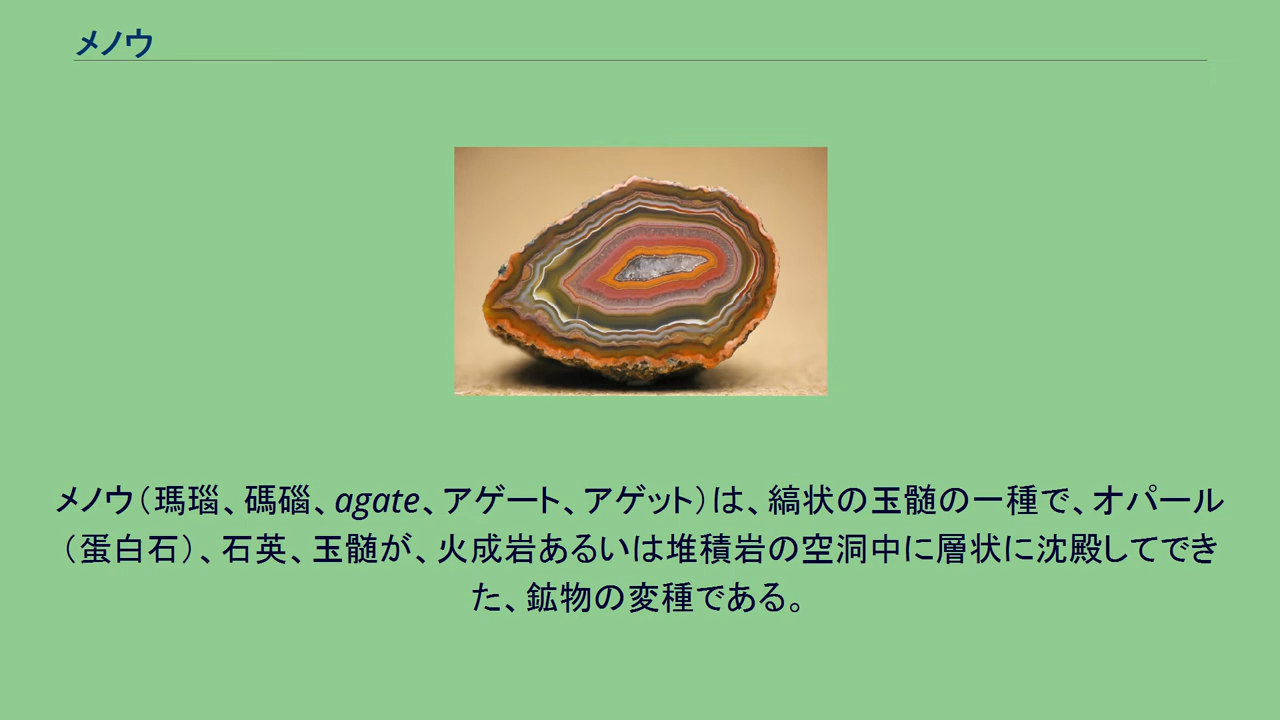 メノウ
メノウ（瑪瑙、碼碯、agate、アゲート、アゲット）は、縞状の玉髄の一種で、オパール
（蛋白石）、石英、玉髄が、火成岩あるいは堆積岩の空洞中に層状に沈殿してでき
た、鉱物の変種である。